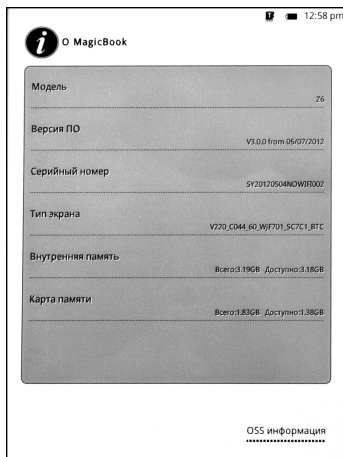 12:58 pm
О MagicBook
Модель
Z6
Версия ПО
V3.0.0 from 05/07/2012
Серийный номер
SY20120504NOWIFI002
Тип экрана
V220_C044_60_WJF701_5C7C1_BTC
Внутренняя память
Всего:3.19GB Доступно:3.18GB
Карта памяти
Всего:1.83GB Доступно:1.38GB
OSS информация